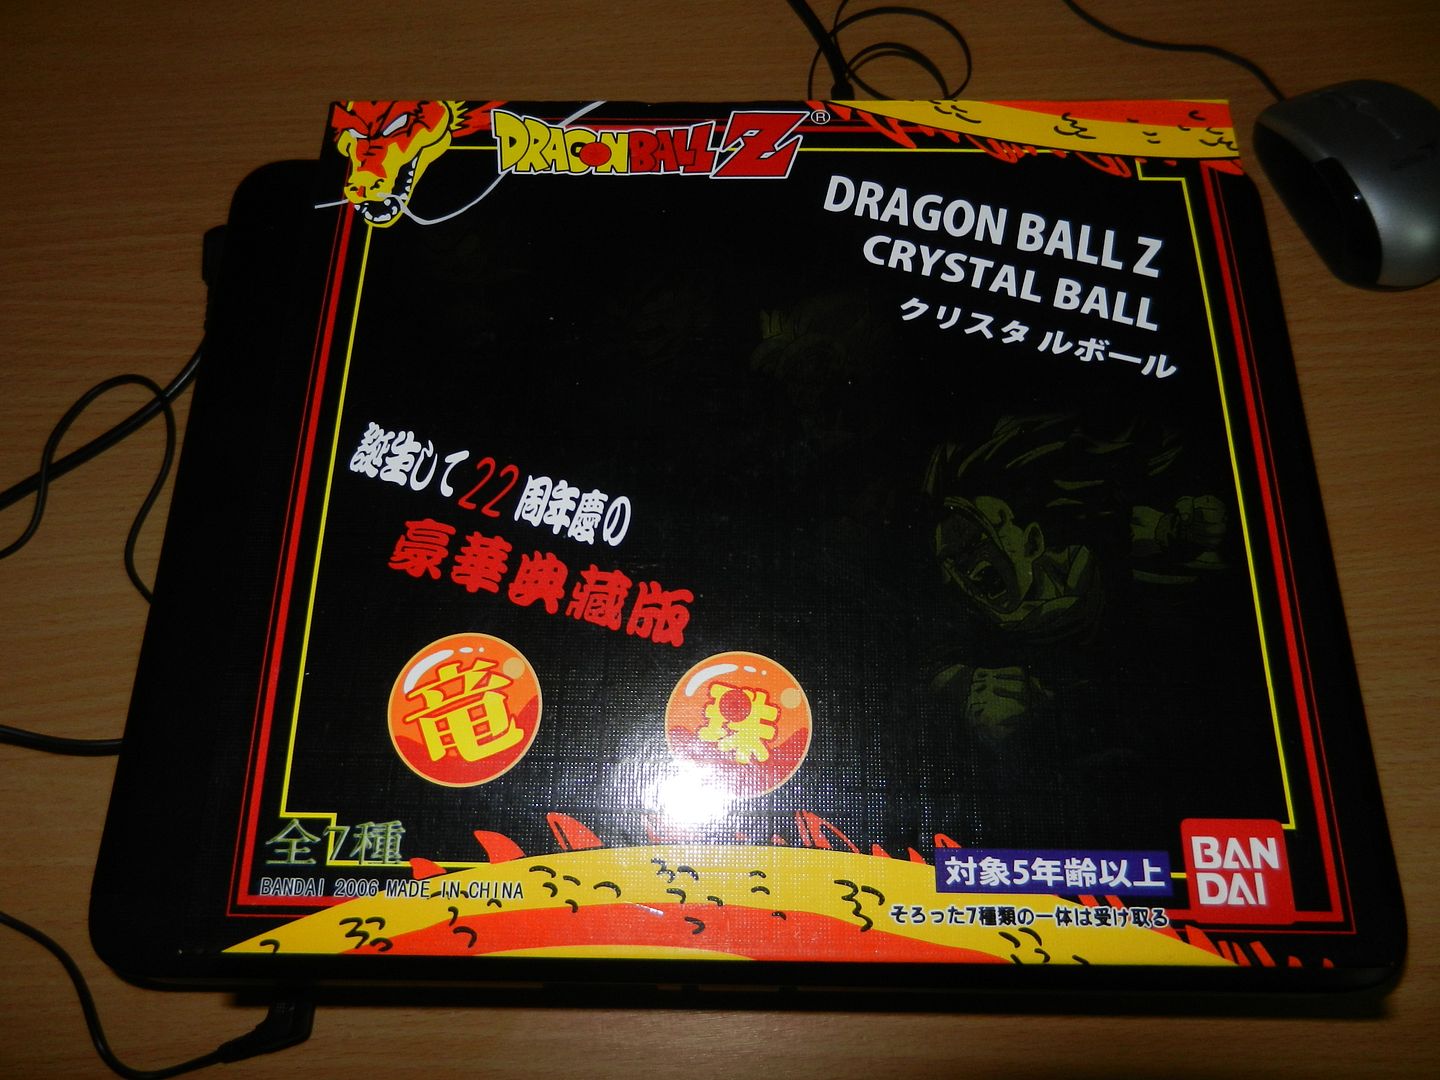 DRAGON BALL Z ®
DRAGON BALL Z
CRYSTAL BALL
クリスタルボール
誕生して22周年慶の
豪華典藏版
竜
珠
全7種
BANDAI 2006 MADE IN CHINA
対象5年齢以上
そろった7種類の一体は受け取る
BAN
DAI